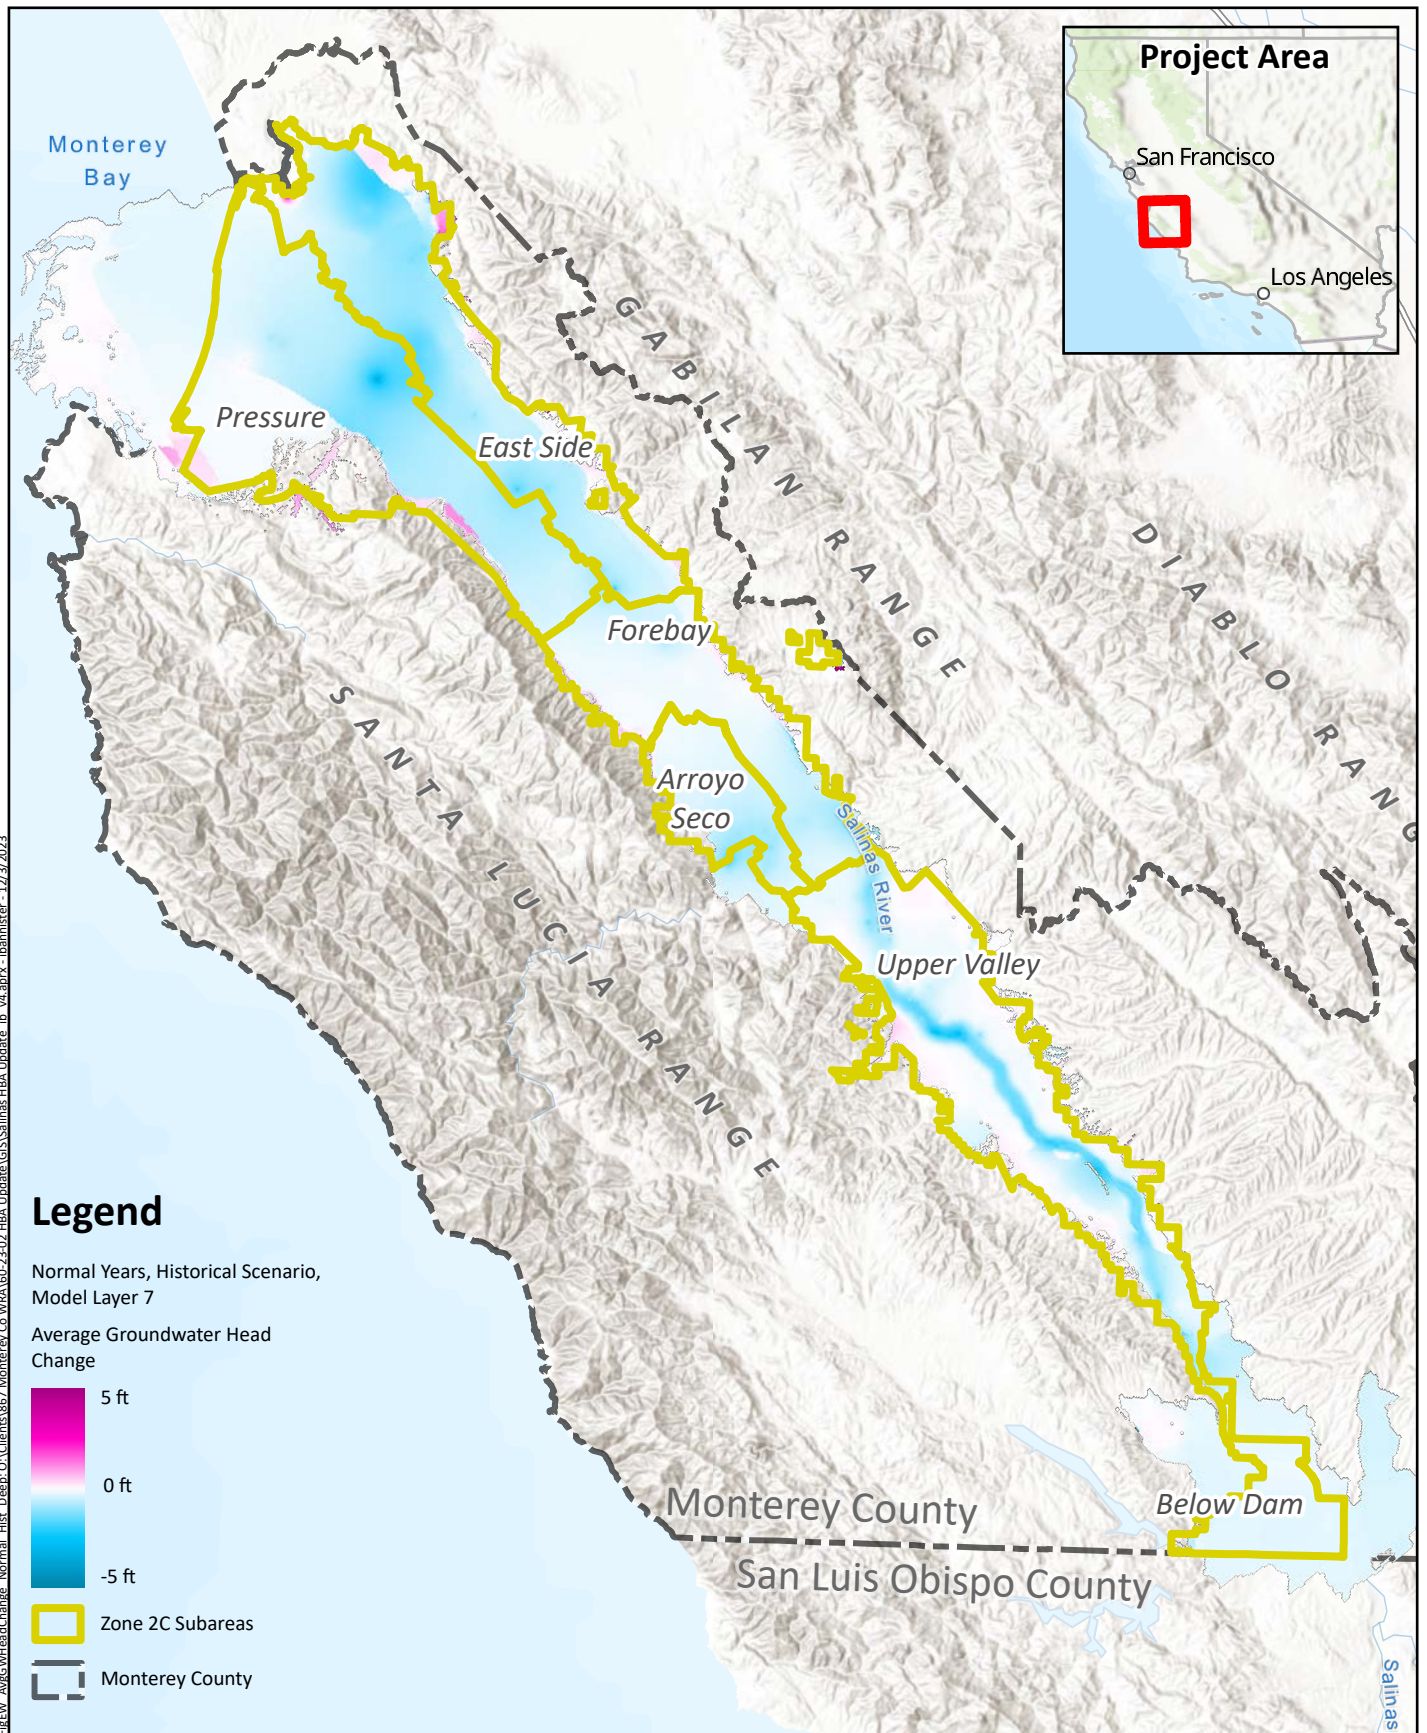 Project Area
San Francisco
Los Angeles
Monterey
Bay
GABILAN RANGE
DIABLO RANG
Pressure
East Side
Forebay
SANTA LUCIA RANGE
Arroyo
Seco
Salinas River
Upper Valley
Below Dam
Monterey County
San Luis Obispo County
Salinas
Legend
Normal Years, Historical Scenario,
Model Layer 7
Average Groundwater Head
Change
5 ft
0 ft
-5 ft
Zone 2C Subareas
Monterey County